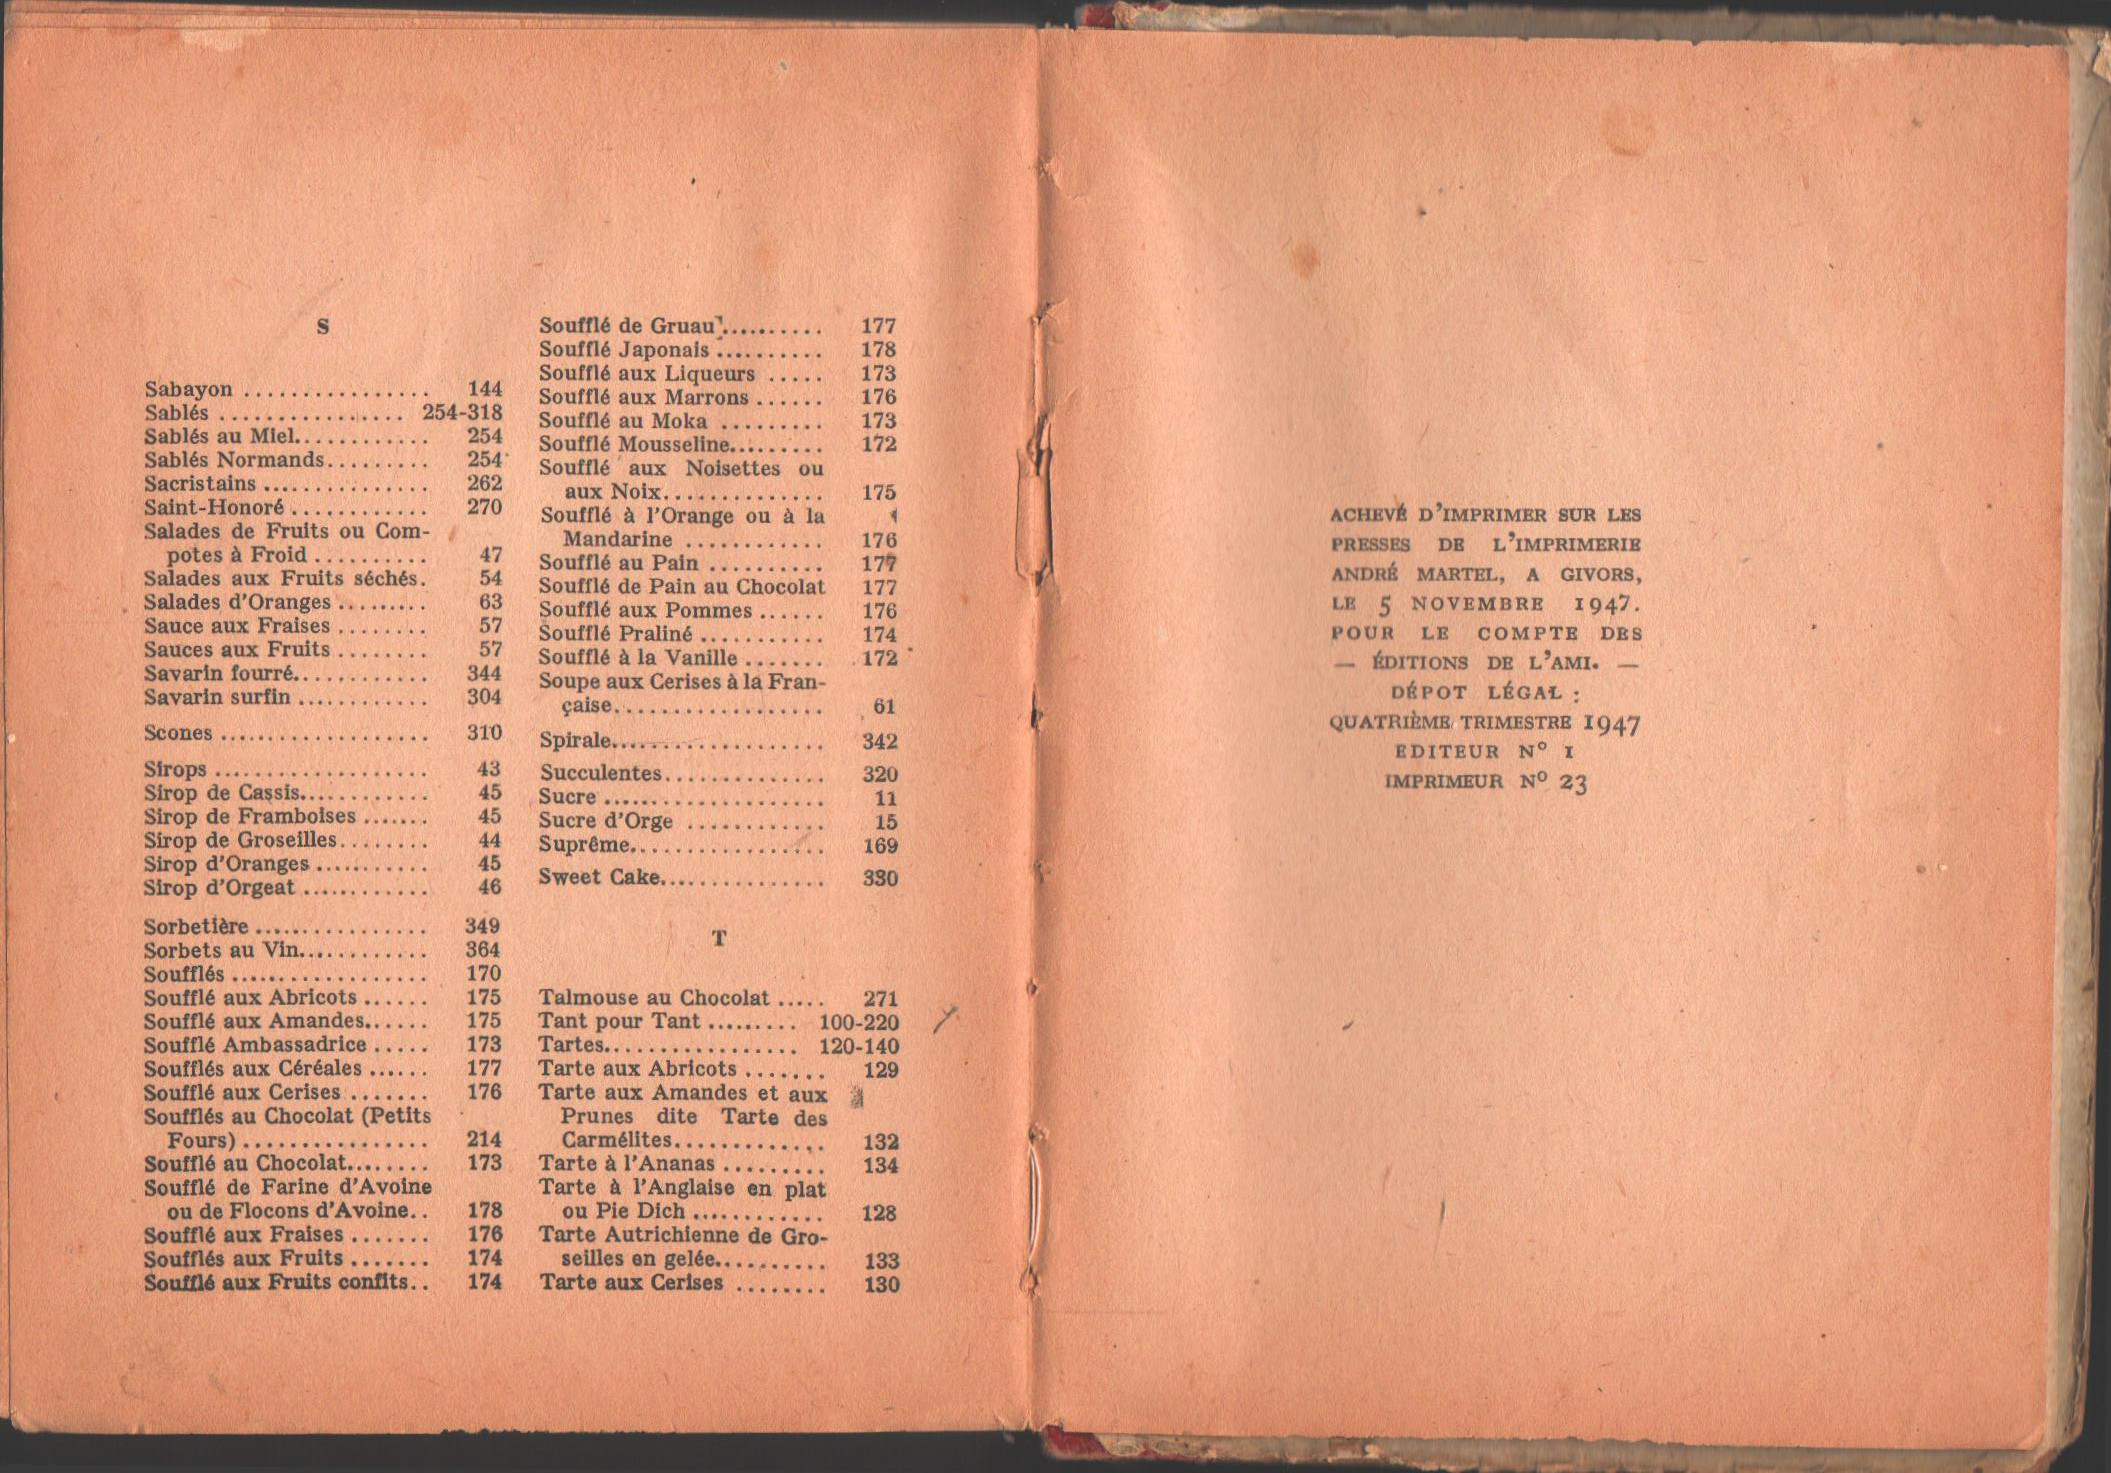 S
Sabayon ................ 144
Sablés ................ 254-318
Sablés au Miel............ 254
Sablés Normands......... 254
Sacristains ............... 262
Saint-Honoré ............ 270
Salades de Fruits ou Com-
potes à Froid .......... 47
Salades aux Fruits séchés. 54
Salades d'Oranges ......... 63
Sauce aux Fraises ........ 57
Sauces aux Fruits ........ 57
Savarin fourré............ 344
Savarin surfin ............ 304
Scones .................. 310
Sirops .................. 43
Sirop de Cassis........... 45
Sirop de Framboises ....... 45
Sirop de Groseilles........ 44
Sirop d'Oranges ........... 45
Sirop d'Orgeat ........... 46
Sorbetière ............... 349
Sorbets au Vin............ 364
Soufflés ................. 170
Soufflé aux Abricots ...... 175
Soufflé aux Amandes...... 175
Soufflé Ambassadrice ..... 173
Soufflés aux Céréales ...... 177
Soufflé aux Cerises ....... 176
Soufflés au Chocolat (Petits
Fours) ................ 214
Soufflé au Chocolat........ 173
Soufflé de Farine d'Avoine
ou de Flocons d'Avoine.. 178
Soufflé aux Fraises ....... 176
Soufflés aux Fruits ....... 174
Soufflé aux Fruits confits.. 174
Soufflé de Gruau .......... 177
Soufflé Japonais .......... 178
Soufflé aux Liqueurs ..... 173
Soufflé aux Marrons ...... 176
Soufflé au Moka ......... 173
Soufflé Mousseline......... 172
Soufflé aux Noisettes ou
aux Noix.............. 175
Soufflé à l'Orange ou à la
Mandarine ............ 176
Soufflé au Pain .......... 177
Soufflé de Pain au Chocolat 177
Soufflé aux Pommes ...... 176
Soufflé Praliné ........... 174
Soufflé à la Vanille ....... 172
Soupe aux Cerises à la Fran-
çaise.................. 61
Spirale................... 342
Succulentes.............. 320
Sucre ................... 11
Sucre d'Orge ............ 15
Suprême................. 169
Sweet Cake............... 330
T
Talmouse au Chocolat ..... 271
Tant pour Tant ......... 100-220
Tartes................. 120-140
Tarte aux Abricots ....... 129
Tarte aux Amandes et aux
Prunes dite Tarte des
Carmélites............. 132
Tarte à l'Ananas ......... 134
Tarte à l'Anglaise en plat
ou Pie Dich ............ 128
Tarte Autrichienne de Gro-
seilles en gelée.......... 133
Tarte aux Cerises ........ 130
ACHEVÉ D'IMPRIMER SUR LES
PRESSES DE L'IMPRIMERIE
ANDRÉ MARTEL, A GIVORS,
LE 5 NOVEMBRE 1947.
POUR LE COMPTE DES
— ÉDITIONS DE L'AMI. —
DÉPOT LÉGAL :
QUATRIÈME TRIMESTRE 1947
EDITEUR Nº 1
IMPRIMEUR Nº 23